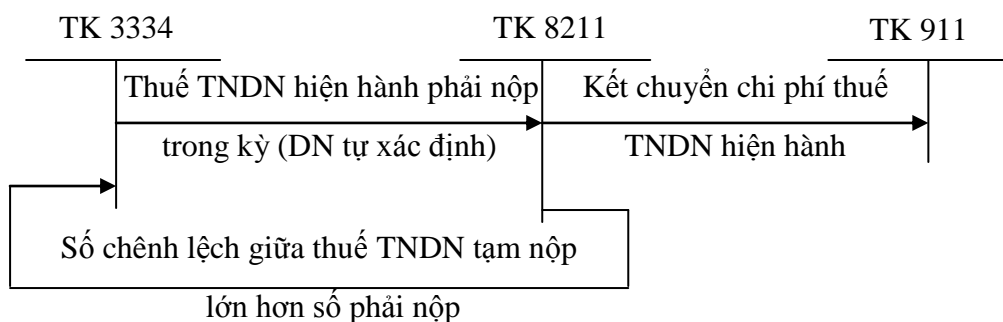 TK 3334 TK 8211 TK 911
Thuế TNDN hiện hành phải nộp Kết chuyển chi phí thuế
trong kỳ (DN tự xác định) TNDN hiện hành
Số chênh lệch giữa thuế TNDN tạm nộp
lớn hơn số phải nộp